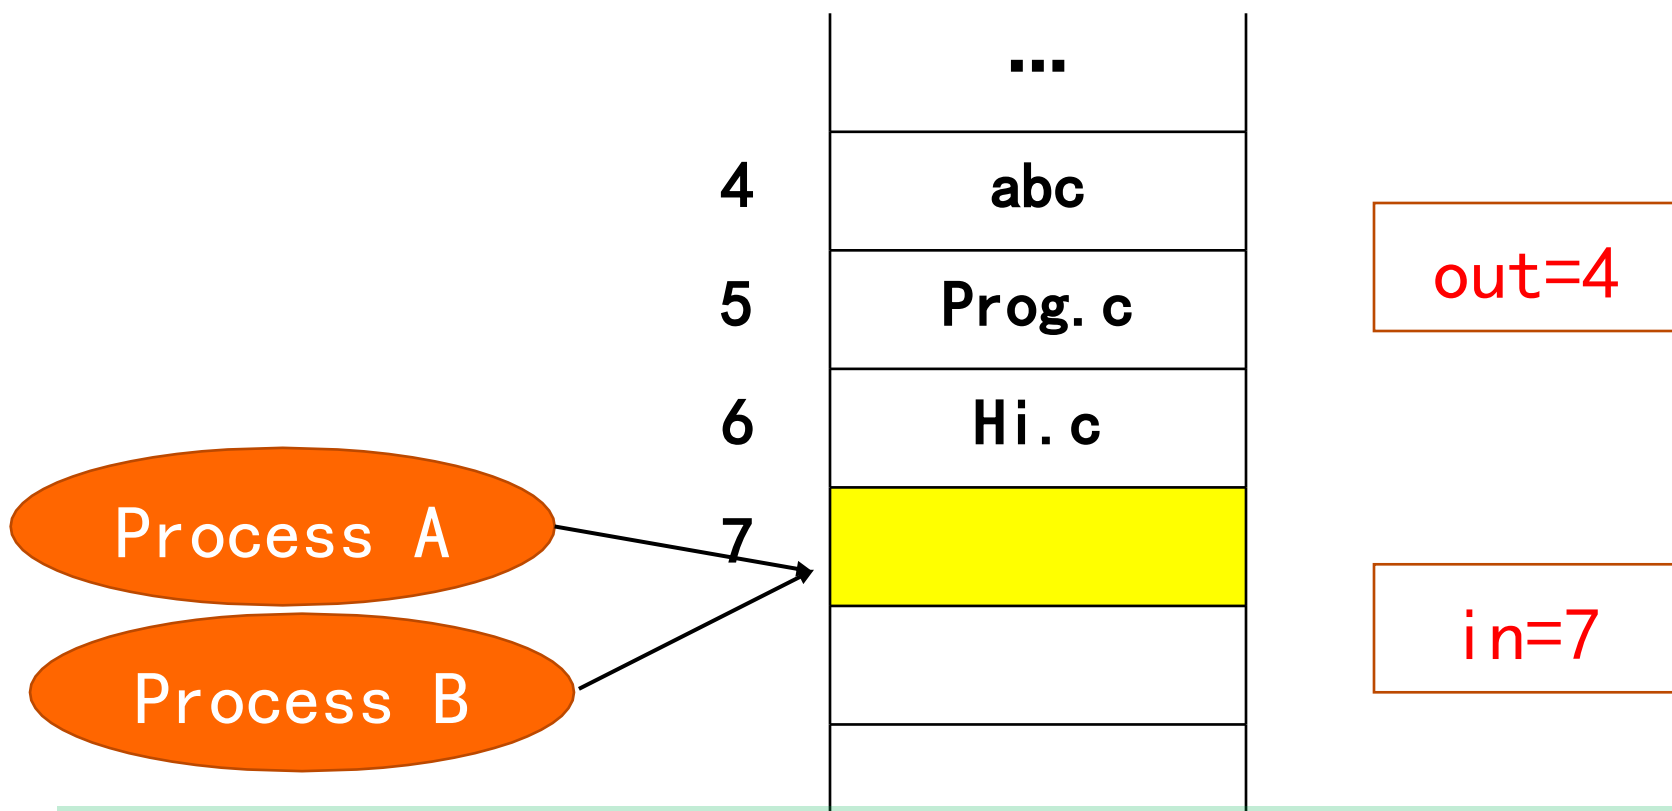 ...
4 abc
out=4
5 Prog.c
6 Hi.c
Process A
7
in=7
Process B